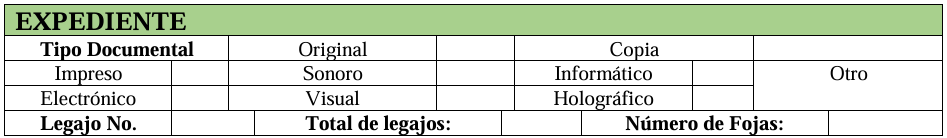 EXPEDIENTE
Tipo Documental Original Copia
Impreso Sonoro Informático Otro
Electrónico Visual Holográfico
Legajo No. Total de legajos: Número de Fojas: